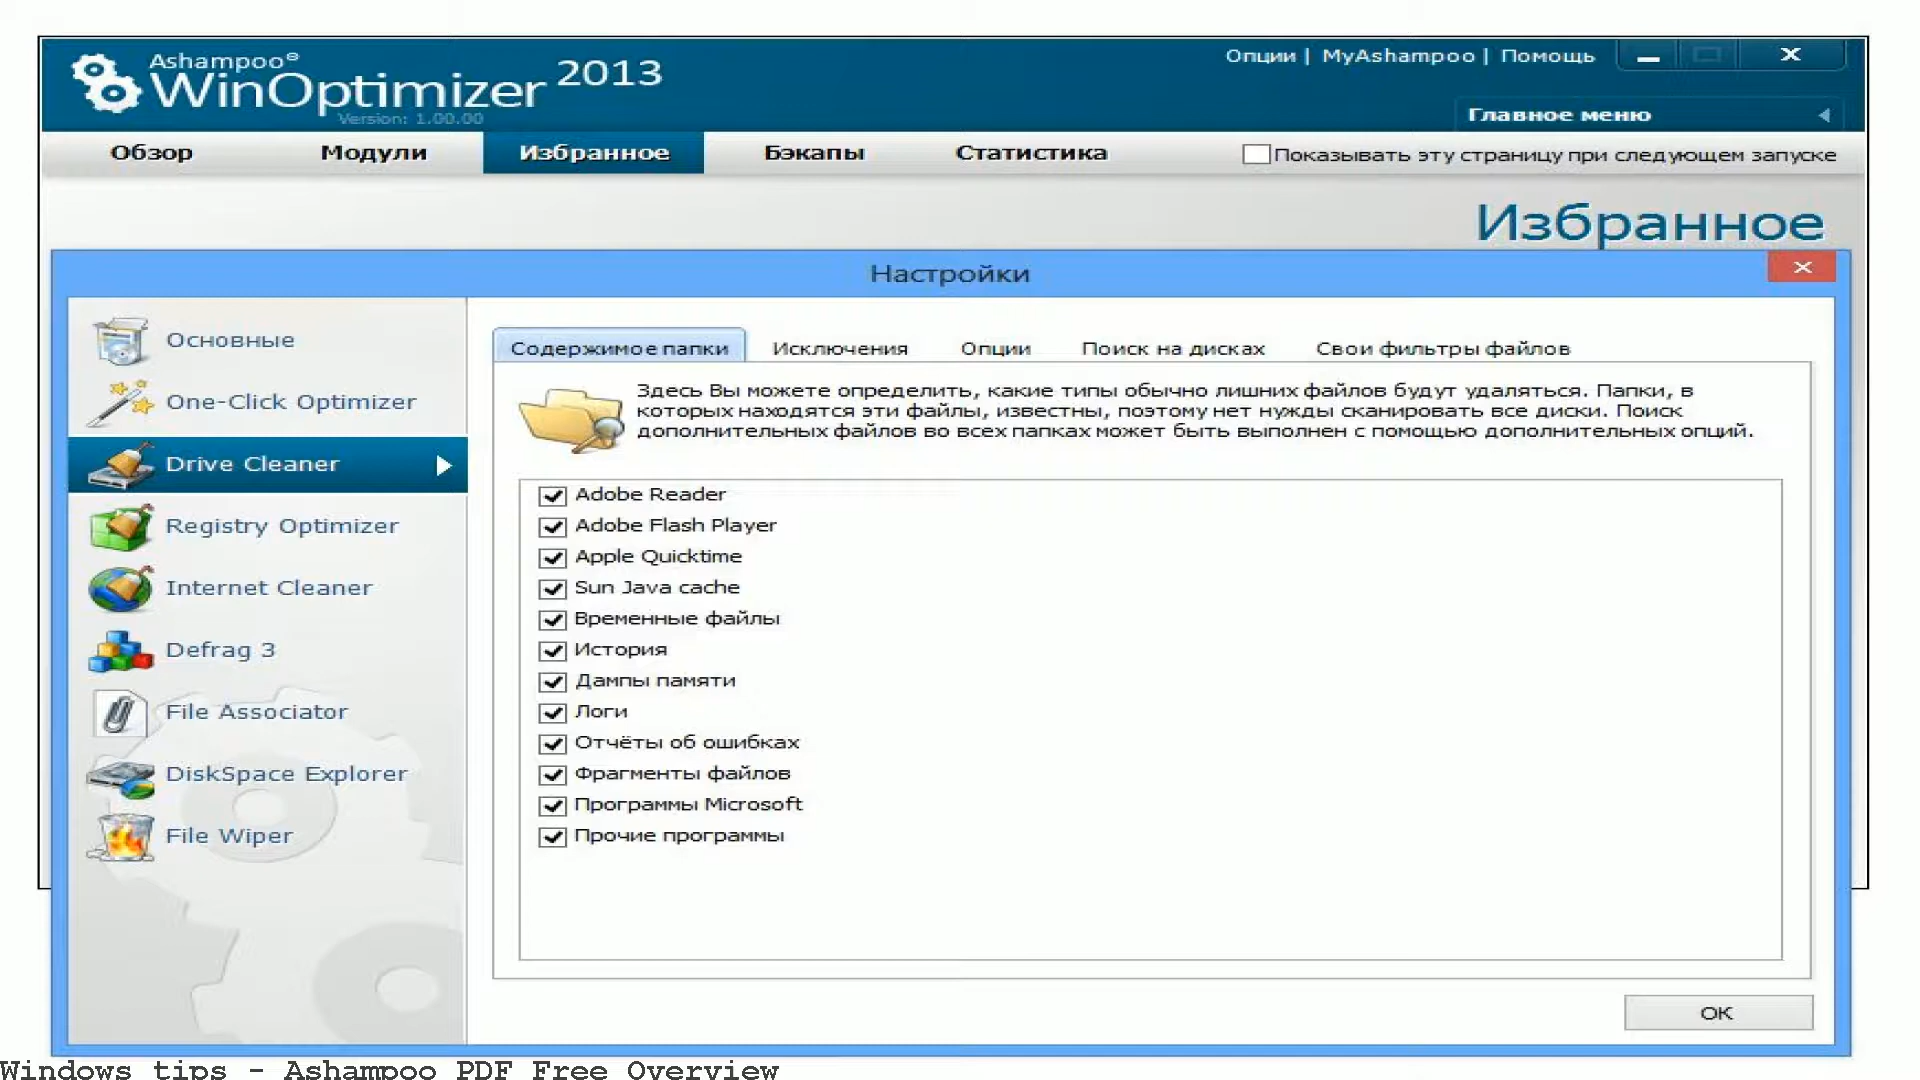 Ashampoo®
WinOptimizer 2013
Version: 1.00.00
Опции | MyAshampoo | Помощь
Главное меню
Обзор
Модули
Избранное
Бэкапы
Статистика
Показывать эту страницу при следующем запуске
Избранное
Настройки
Основные
One-Click Optimizer
Drive Cleaner
Registry Optimizer
Internet Cleaner
Defrag 3
File Associator
DiskSpace Explorer
File Wiper
Содержимое папки
Исключения
Опции
Поиск на дисках
Свои фильтры файлов
Здесь Вы можете определить, какие типы обычно лишних файлов будут удаляться. Папки, в
которых находятся эти файлы, известны, поэтому нет нужды сканировать все диски. Поиск
дополнительных файлов во всех папках может быть выполнен с помощью дополнительных опций.
Adobe Reader
Adobe Flash Player
Apple Quicktime
Sun Java cache
Временные файлы
История
Дампы памяти
Логи
Отчёты об ошибках
Фрагменты файлов
Программы Microsoft
Прочие программы
OK
Windows tips - Ashampoo PDF Free Overview